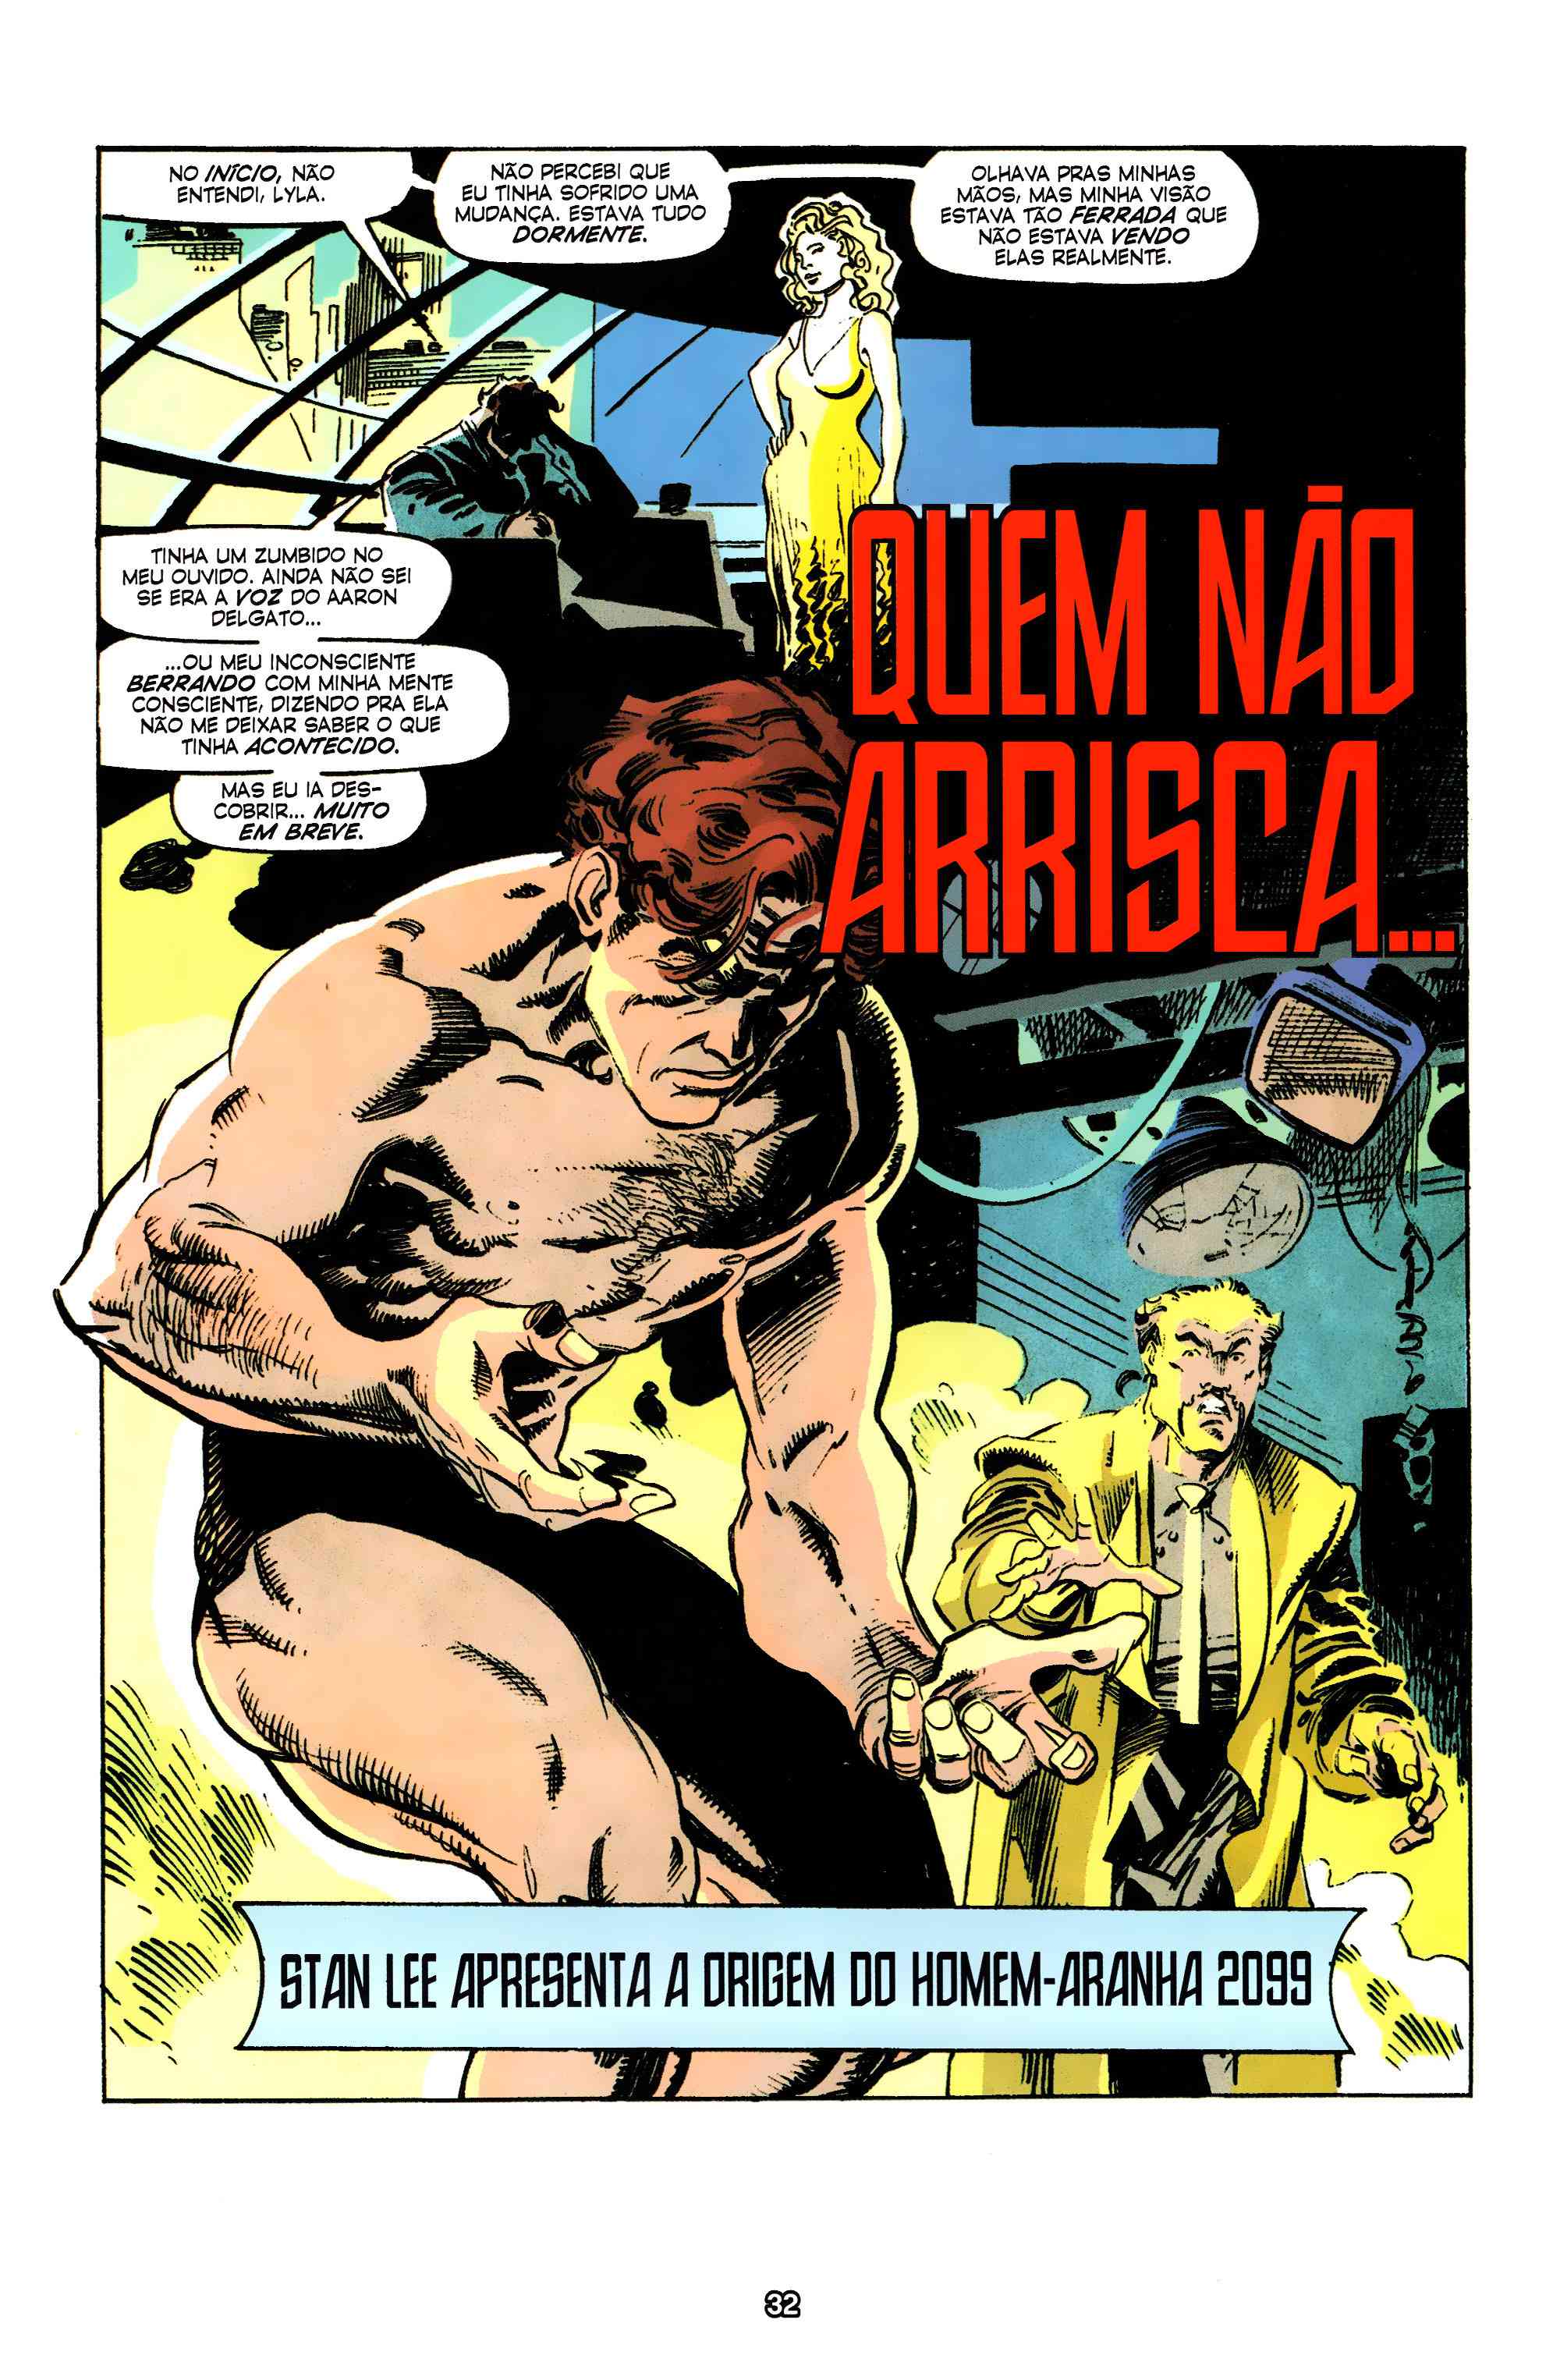 NO INÍCIO, NÃO
ENTENDI, LYLA.
NÃO PERCEBI QUE
EU TINHA SOFRIDO UMA
MUDANÇA. ESTAVA TUDO
DORMENTE.
OLHAVA PRAS MINHAS
MÃOS, MAS MINHA VISÃO
ESTAVA TÃO FERRADA QUE
NÃO ESTAVA VENDO
ELAS REALMENTE.
TINHA UM ZUMBIDO NO
MEU OUVIDO. AINDA NÃO SEI
SE ERA A VOZ DO AARON
DELGATO...
...OU MEU INCONSCIENTE
BERRANDO COM MINHA MENTE
CONSCIENTE, DIZENDO PRA ELA
NÃO ME DEIXAR SABER O QUE
TINHA ACONTECIDO.
MAS EU IA DES-
COBRIR... MUITO
EM BREVE.
QUEM NÃO
ARRISCA...
STAN LEE APRESENTA A ORIGEM DO HOMEM-ARANHA 2099
32